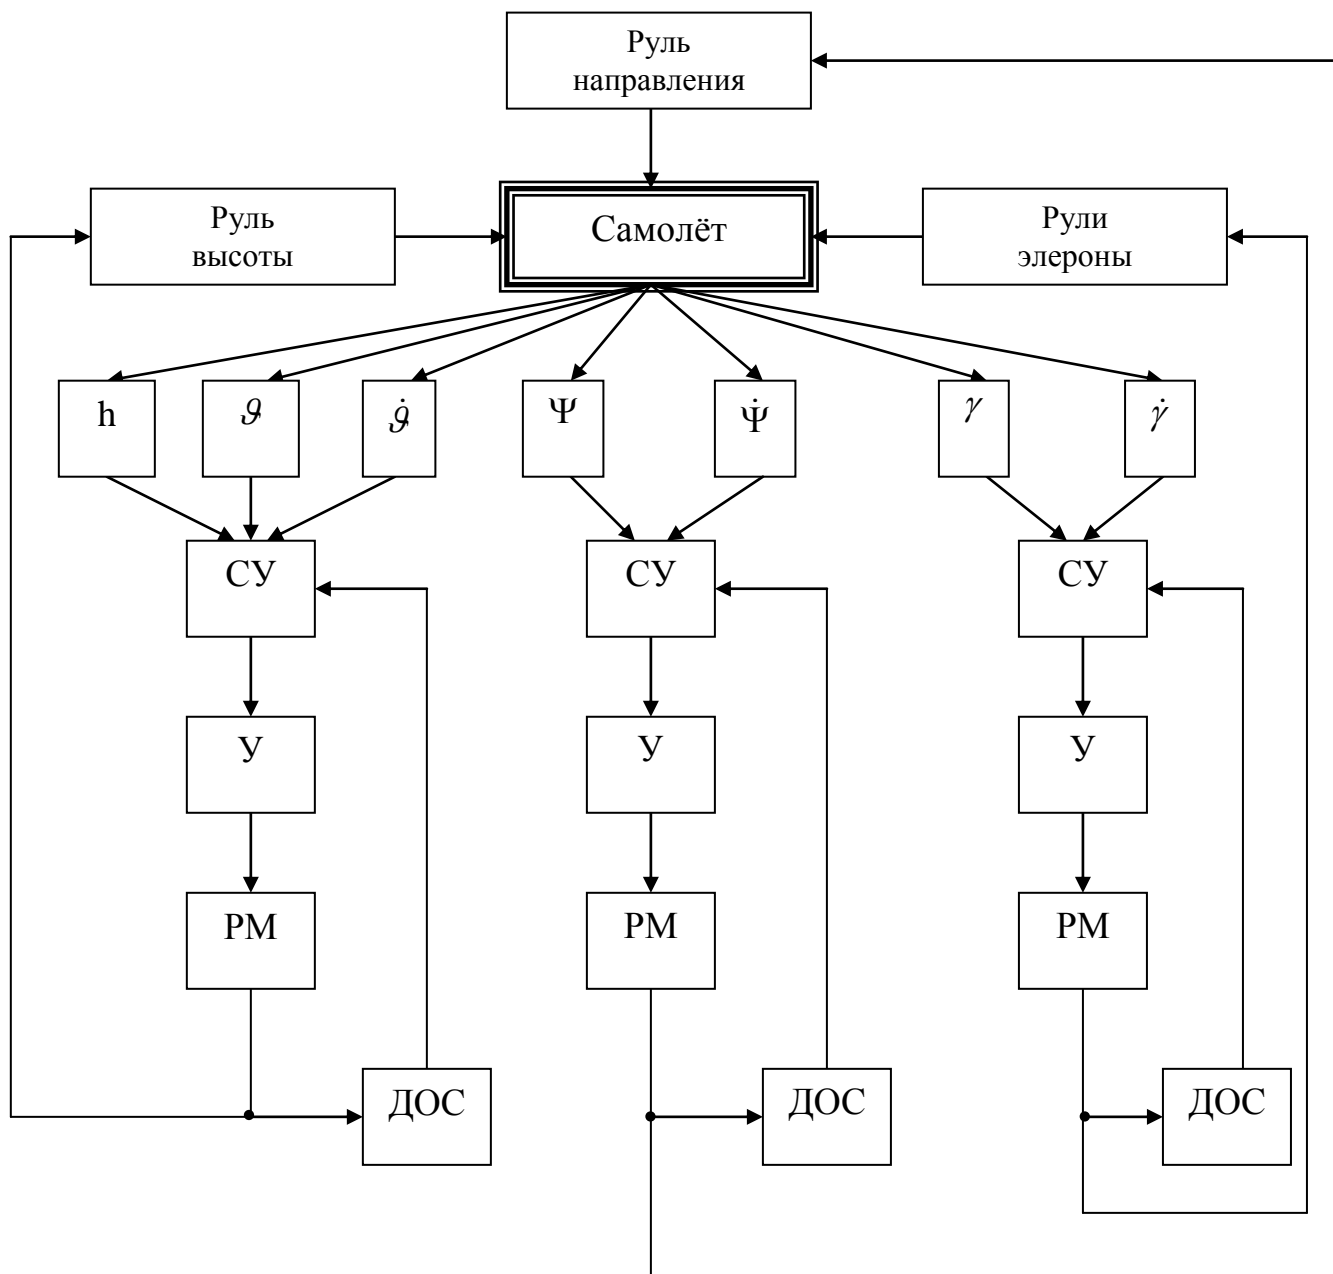 Руль
направления
Руль
высоты
Самолёт
Рули
элероны
h
ϑ
ϑ̇
Ψ
Ψ̇
γ
γ̇
СУ
СУ
СУ
У
У
У
РМ
РМ
РМ
ДОС
ДОС
ДОС